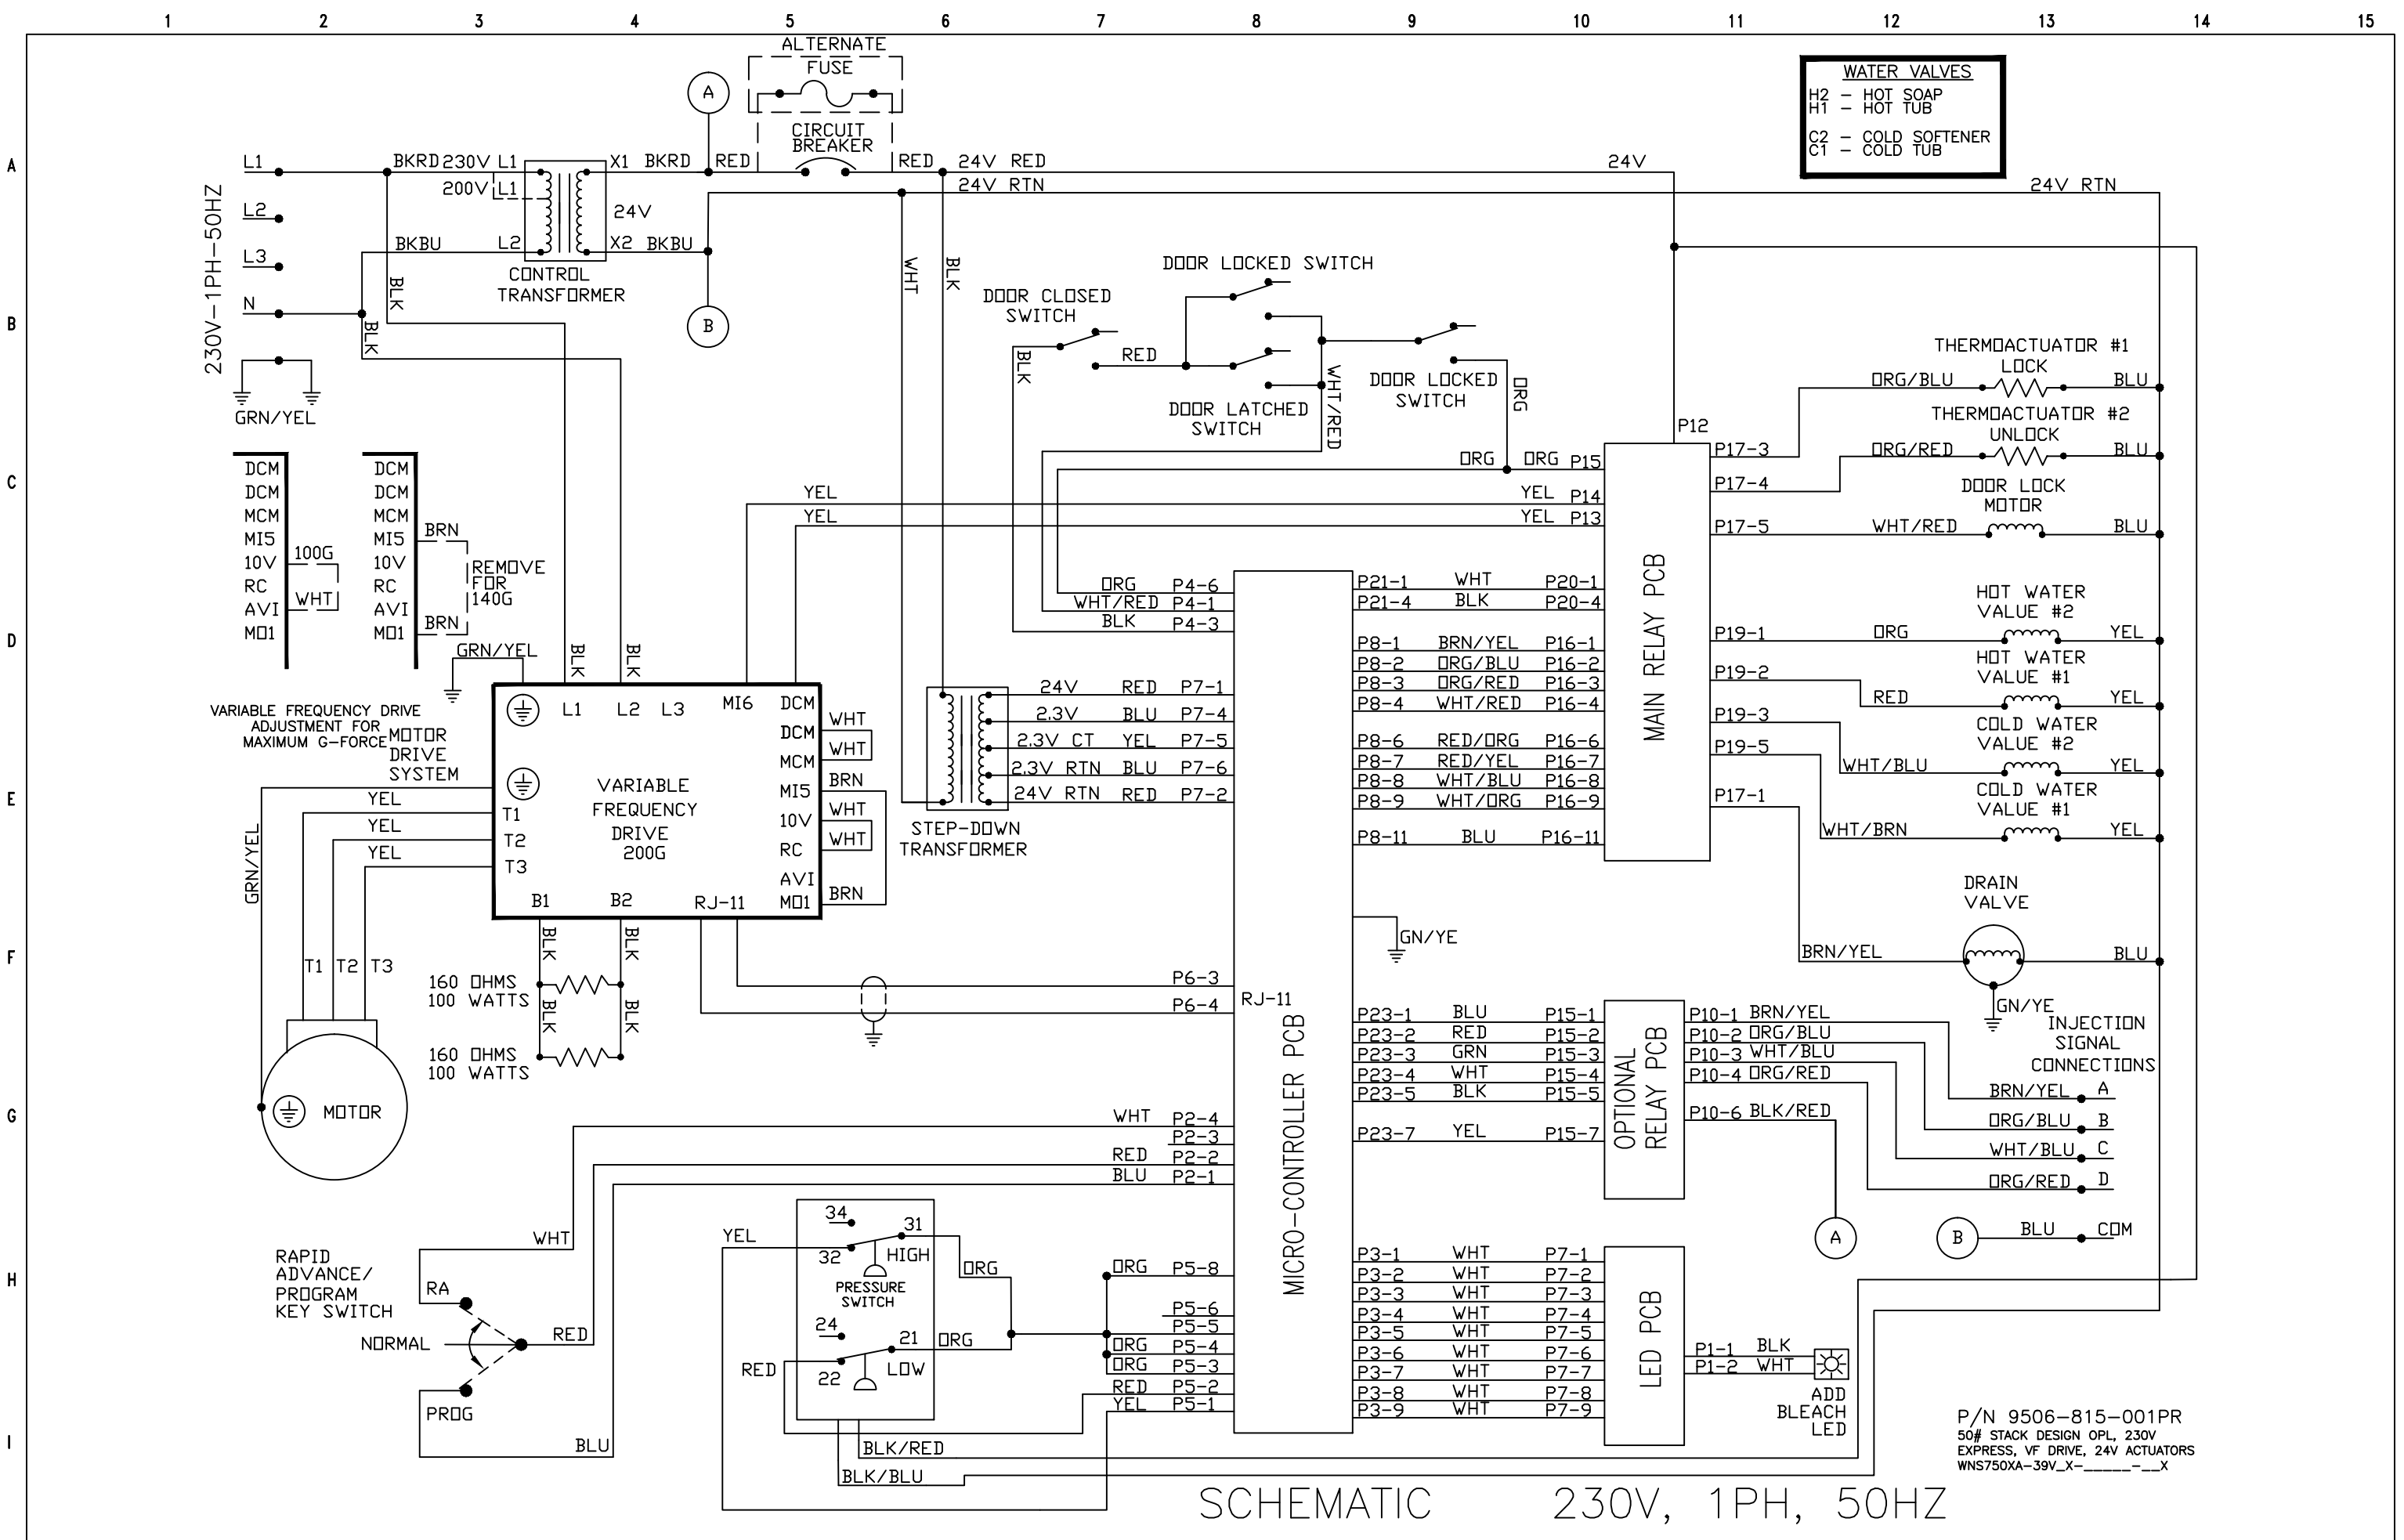 1 2 3 4 5 6 7 8 9 10 11 12 13 14 15
A
B
C
D
E
F
G
H
I
ALTERNATE
FUSE
CIRCUIT
BREAKER
A
WATER VALVES
H2 - HOT SOAP
H1 - HOT TUB
C2 - COLD SOFTENER
C1 - COLD TUB
230V-1PH-50HZ
L1
L2
L3
N
GRN/YEL
BKRD 230V L1
200V L1
BKBU L2
X1 BKRD RED
24V
X2 BKBU
CONTROL
TRANSFORMER
B
RED 24V RED
24V RTN
24V
24V RTN
BLK
BLK
WHT
BLK
DOOR LOCKED SWITCH
DOOR CLOSED
SWITCH
BLK
RED
DOOR LATCHED
SWITCH
WHT/RED
DOOR LOCKED
SWITCH
ORG
THERMOACTUATOR #1
LOCK
ORG/BLU BLU
THERMOACTUATOR #2
UNLOCK
ORG/RED BLU
DOOR LOCK
MOTOR
WHT/RED BLU
HOT WATER
VALUE #2
ORG YEL
HOT WATER
VALUE #1
RED YEL
COLD WATER
VALUE #2
WHT/BLU YEL
COLD WATER
VALUE #1
WHT/BRN YEL
DRAIN
VALVE
BRN/YEL BLU
GN/YE
DCM
DCM
MCM
MI5
10V
RC
AVI
MO1
100G
WHT
DCM
DCM
MCM
MI5
10V
RC
AVI
MO1
BRN
BRN
REMOVE
FOR
140G
VARIABLE FREQUENCY DRIVE
ADJUSTMENT FOR
MAXIMUM G-FORCE
MOTOR
DRIVE
SYSTEM
GRN/YEL
BLK
BLK
L1 L2 L3 MI6 DCM
DCM
MCM
MI5
10V
RC
AVI
MO1
WHT
WHT
BRN
WHT
WHT
BRN
VARIABLE
FREQUENCY
DRIVE
200G
T1
T2
T3
B1 B2 RJ-11
YEL
YEL
YEL
GRN/YEL
T1 T2 T3
MOTOR
BLK
BLK
BLK
BLK
160 OHMS
100 WATTS
160 OHMS
100 WATTS
YEL
YEL
STEP-DOWN
TRANSFORMER
24V RED P7-1
2.3V BLU P7-4
2.3V CT YEL P7-5
2.3V RTN BLU P7-6
24V RTN RED P7-2
ORG P4-6
WHT/RED P4-1
BLK P4-3
P6-3
P6-4
RJ-11
MICRO-CONTROLLER PCB
WHT P2-4
P2-3
RED P2-2
BLU P2-1
ORG P5-8
P5-6
P5-5
ORG P5-4
ORG P5-3
RED P5-2
YEL P5-1
P12
ORG ORG P15
YEL P14
YEL P13
P21-1 WHT P20-1
P21-4 BLK P20-4
P8-1 BRN/YEL P16-1
P8-2 ORG/BLU P16-2
P8-3 ORG/RED P16-3
P8-4 WHT/RED P16-4
P8-6 RED/ORG P16-6
P8-7 RED/YEL P16-7
P8-8 WHT/BLU P16-8
P8-9 WHT/ORG P16-9
P8-11 BLU P16-11
GN/YE
MAIN RELAY PCB
P17-3
P17-4
P17-5
P19-1
P19-2
P19-3
P19-5
P17-1
P23-1 BLU P15-1
P23-2 RED P15-2
P23-3 GRN P15-3
P23-4 WHT P15-4
P23-5 BLK P15-5
P23-7 YEL P15-7
OPTIONAL
RELAY PCB
P10-1 BRN/YEL
P10-2 ORG/BLU
P10-3 WHT/BLU
P10-4 ORG/RED
P10-6 BLK/RED
INJECTION
SIGNAL
CONNECTIONS
BRN/YEL A
ORG/BLU B
WHT/BLU C
ORG/RED D
A
B BLU COM
P3-1 WHT P7-1
P3-2 WHT P7-2
P3-3 WHT P7-3
P3-4 WHT P7-4
P3-5 WHT P7-5
P3-6 WHT P7-6
P3-7 WHT P7-7
P3-8 WHT P7-8
P3-9 WHT P7-9
LED PCB
P1-1 BLK
P1-2 WHT
ADD
BLEACH
LED
RAPID
ADVANCE/
PROGRAM
KEY SWITCH
WHT
RA
NORMAL
RED
PROG
BLU
YEL
34
31
32
HIGH
PRESSURE
SWITCH
ORG
24
21
22
LOW
ORG
RED
BLK/RED
BLK/BLU
P/N 9506-815-001PR
50# STACK DESIGN OPL, 230V
EXPRESS, VF DRIVE, 24V ACTUATORS
WNS750XA-39V_X-_____-__X
SCHEMATIC 230V, 1PH, 50HZ